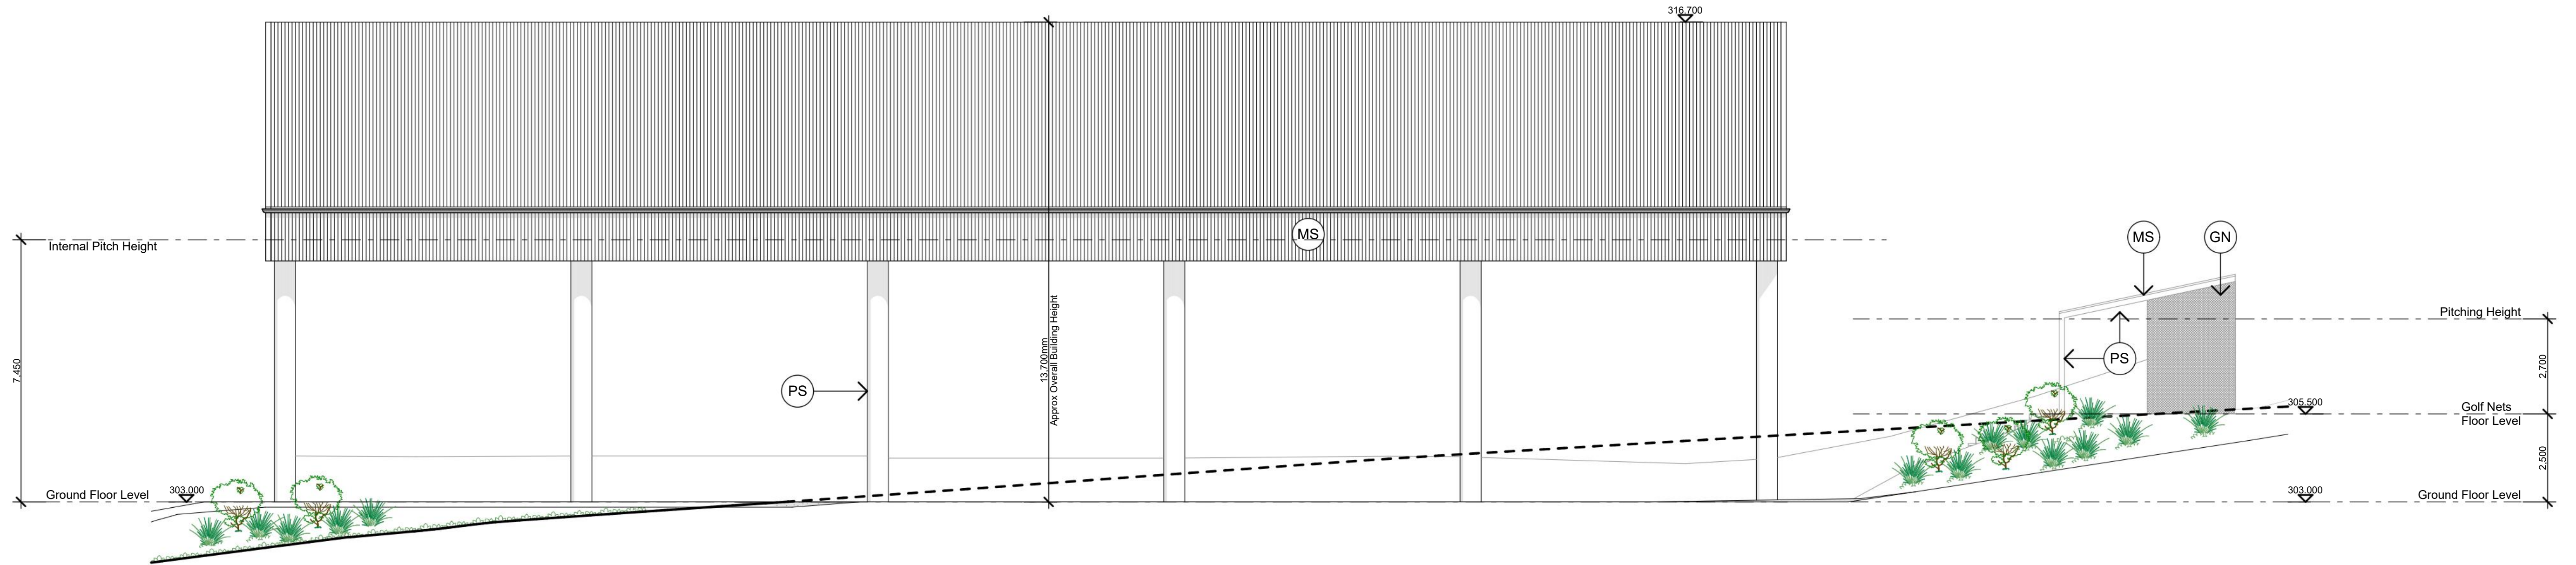 316.700
MS
MS
GN
Internal Pitch Height
Pitching Height
PS
PS
7,450
13,700mm
Approx Overall Building Height
2,700
305.500
Golf Nets
Floor Level
2,500
Ground Floor Level
303.000
303.000
Ground Floor Level